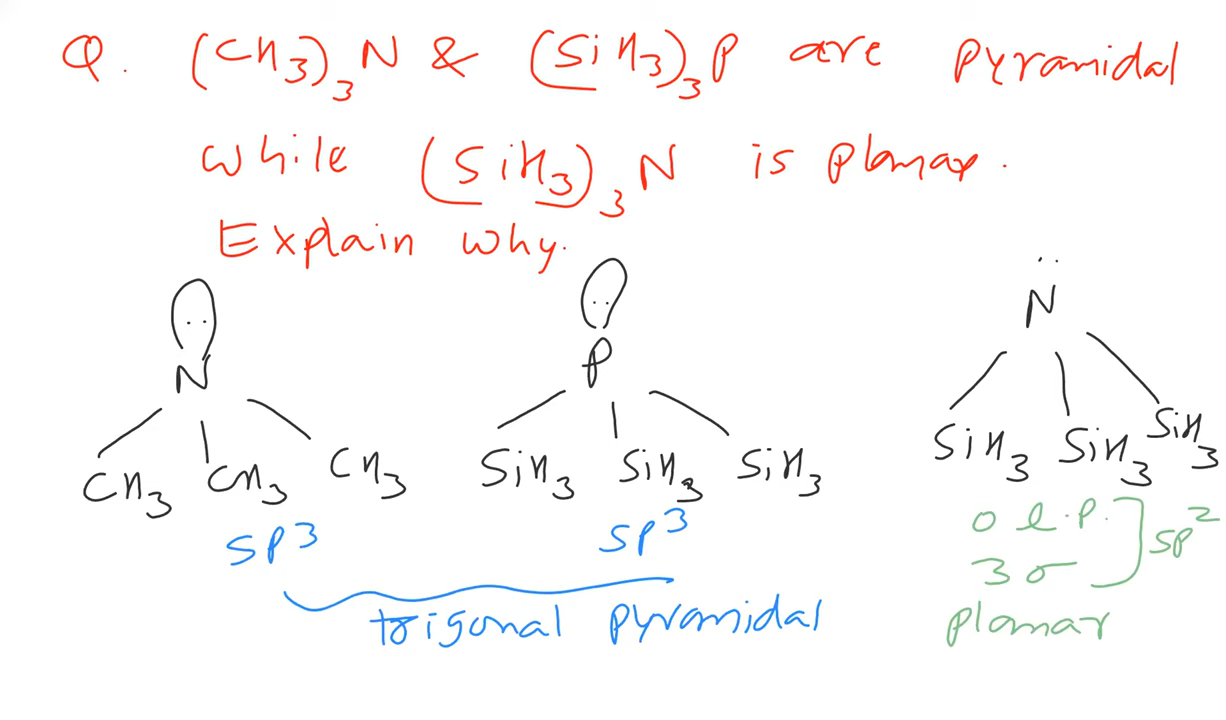 Q. (CH3)3N & (SiH3)3P are Pyramidal
While (SiH3)3N is planar.
Explain why.
N
P
N
CH3 CH3 CH3
SiH3 SiH3 SiH3
SiH3 SiH3 SiH3
SP3
SP3
0 l.p.
3 σ
SP2
trigonal pyramidal
planar